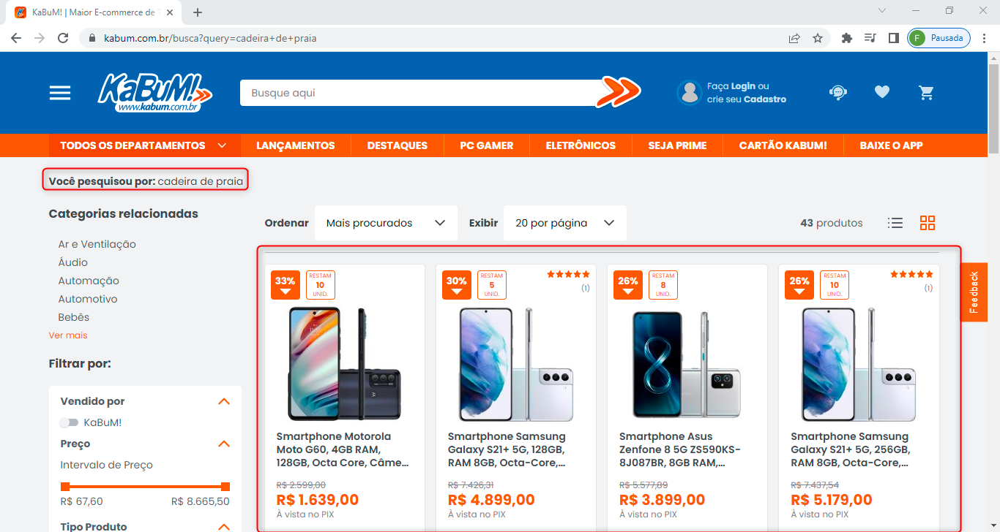 KaBuM! | Maior E-commerce de
kabum.com.br/busca?query=cadeira+de+praia
F Pausada
KaBuM!
www.kabum.com.br
Busque aqui
Faça Login ou
crie seu Cadastro
TODOS OS DEPARTAMENTOS LANÇAMENTOS DESTAQUES PC GAMER ELETRÔNICOS SEJA PRIME CARTÃO KABUM! BAIXE O APP
Você pesquisou por: cadeira de praia
Categorias relacionadas
Ar e Ventilação
Áudio
Automação
Automotivo
Bebês
Ver mais
Filtrar por:
Vendido por
KaBuM!
Preço
Intervalo de Preço
R$ 67,60 R$ 8.665,50
Tipo Produto
Ordenar Mais procurados Exibir 20 por página 43 produtos
33%
RESTAM
10
UNID.
Smartphone Motorola
Moto G60, 4GB RAM,
128GB, Octa Core, Câme...
R$ 2.599,00
R$ 1.639,00
À vista no PIX
30%
RESTAM
5
UNID.
(1)
Smartphone Samsung
Galaxy S21+ 5G, 128GB,
RAM 8GB, Octa-Core,...
R$ 7.426,31
R$ 4.899,00
À vista no PIX
26%
RESTAM
8
UNID.
Smartphone Asus
Zenfone 8 5G ZS590KS-
8J087BR, 8GB RAM,...
R$ 5.577,89
R$ 3.899,00
À vista no PIX
26%
RESTAM
10
UNID.
(1)
Smartphone Samsung
Galaxy S21+ 5G, 256GB,
RAM 8GB, Octa-Core,...
R$ 7.437,54
R$ 5.179,00
À vista no PIX
Feedback